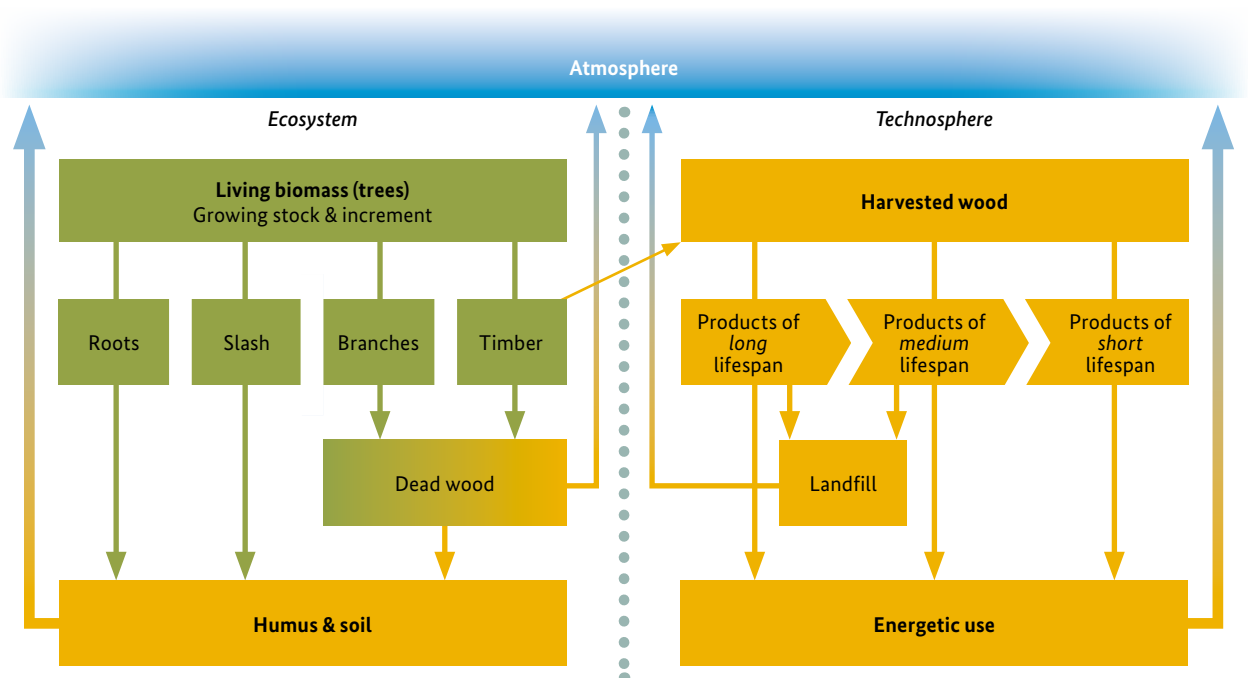 Atmosphere
Ecosystem
Technosphere
Living biomass (trees)
Growing stock & increment
Harvested wood
Roots
Slash
Branches
Timber
Products of
long
lifespan
Products of
medium
lifespan
Products of
short
lifespan
Dead wood
Landfill
Humus & soil
Energetic use